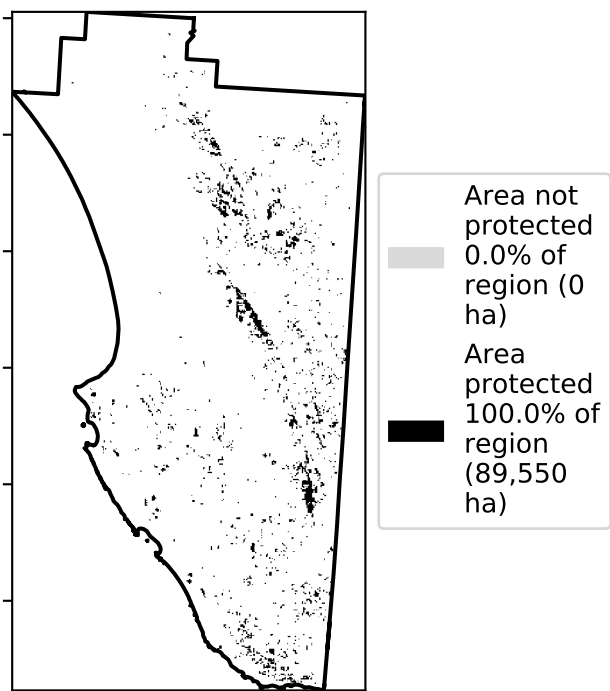 Area not
protected
0.0% of
region (0
ha)
Area
protected
100.0% of
region
(89,550
ha)